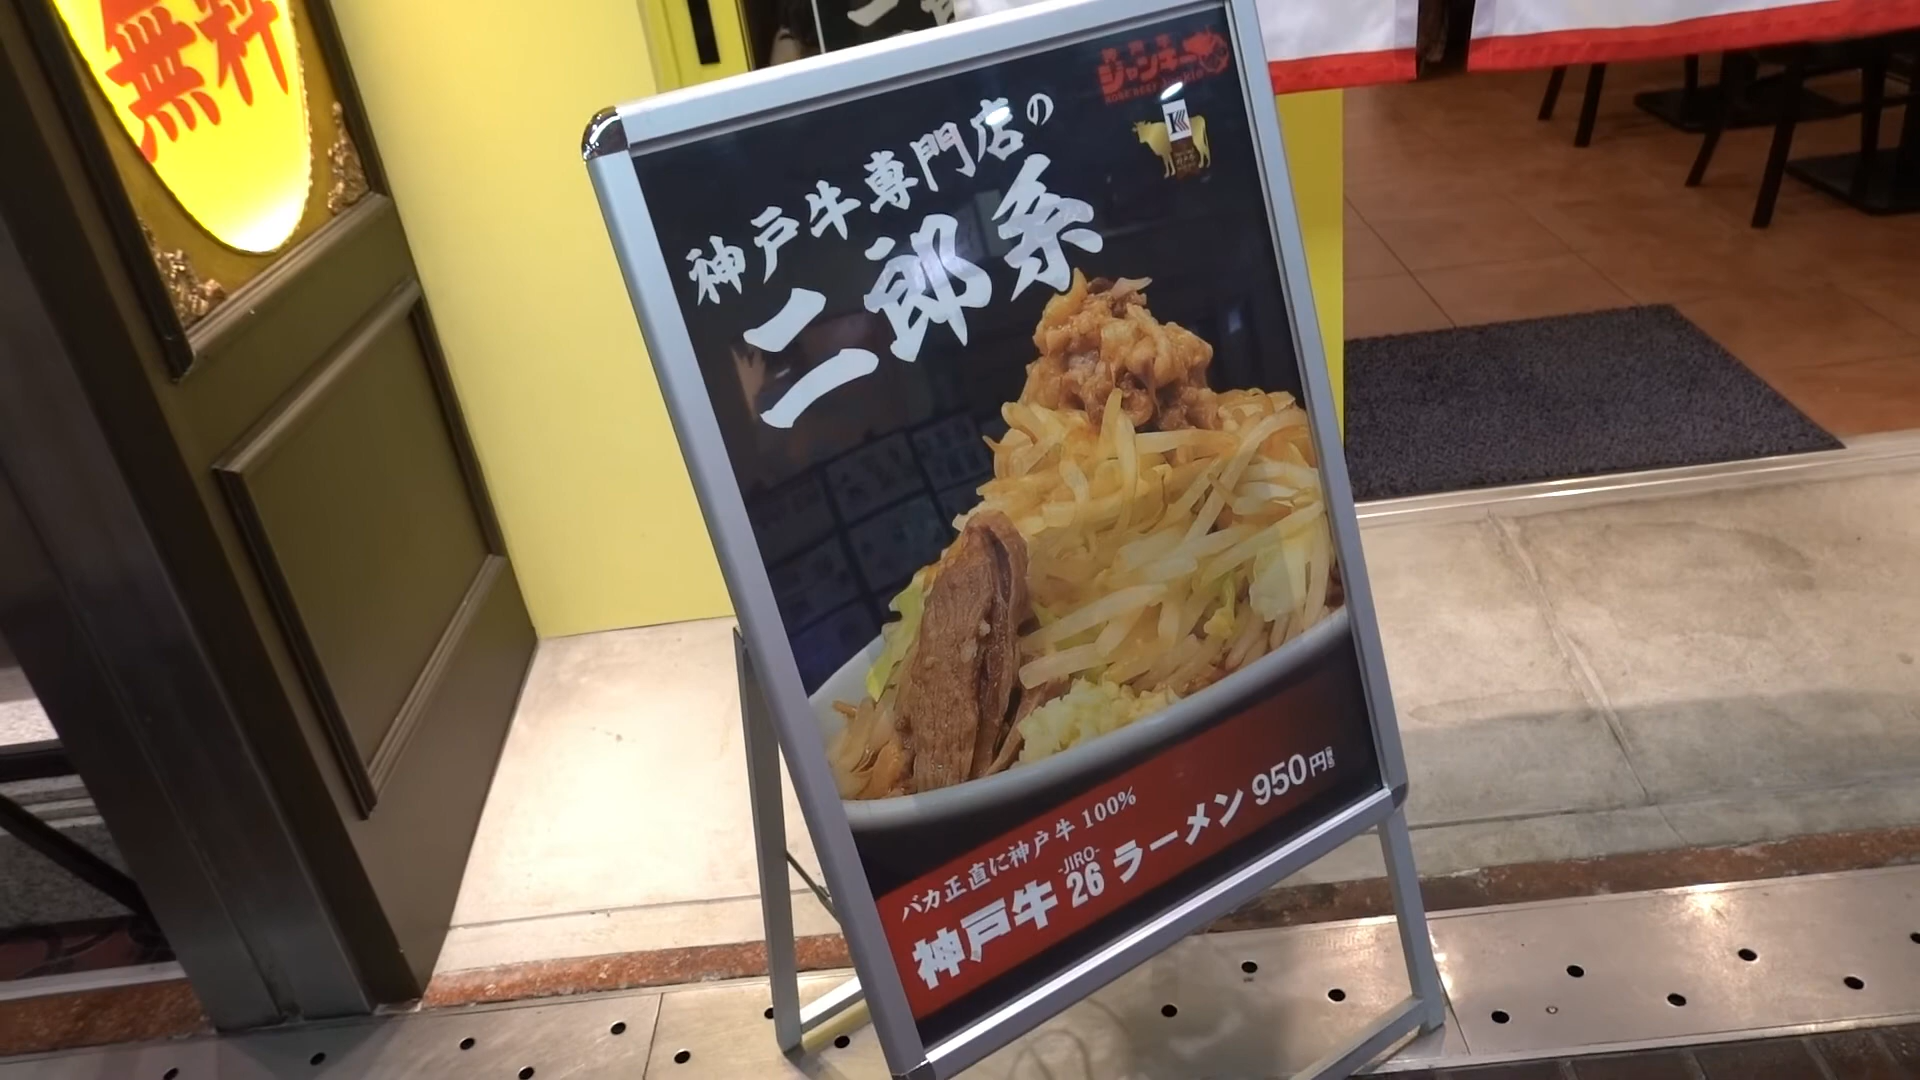 無料
ジャンキー
神戸牛専門店の
二郎系
バカ正直に神戸牛100%
神戸牛
-JIRO-
26
ラーメン950円